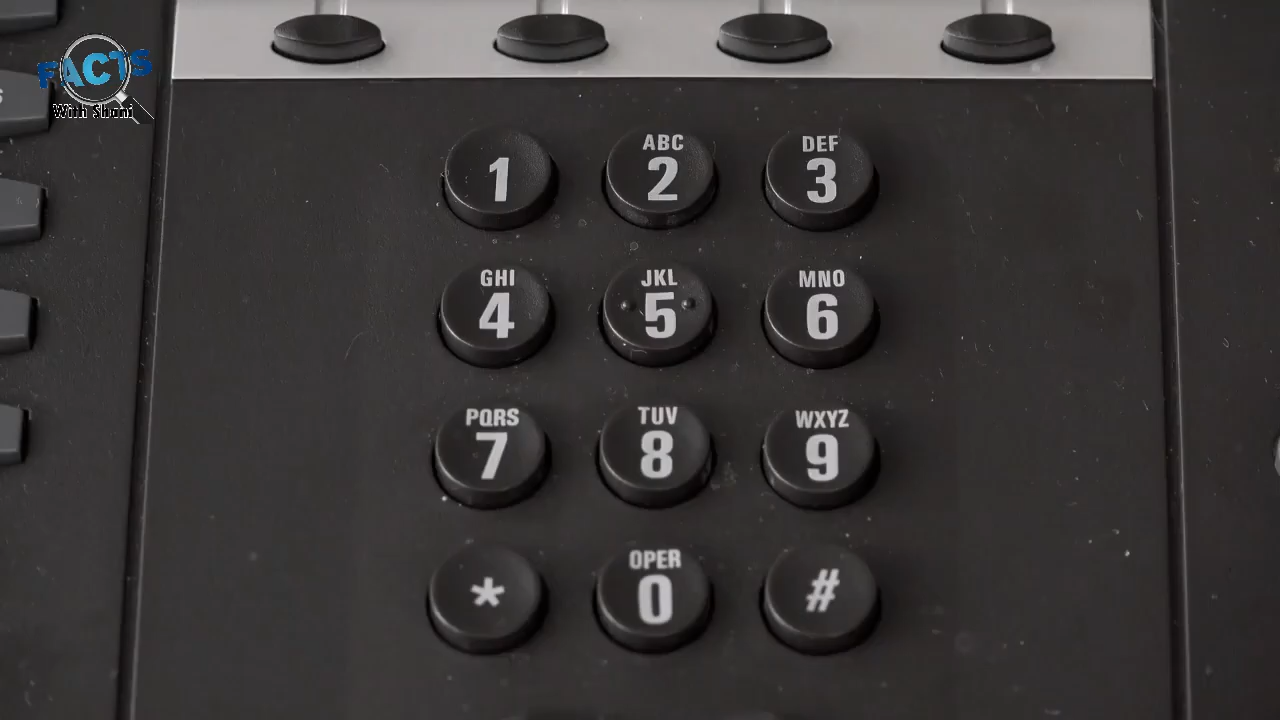 FACTS
With Shani
1
ABC
2
DEF
3
GHI
4
JKL
5
MNO
6
PQRS
7
TUV
8
WXYZ
9
*
OPER
0
#